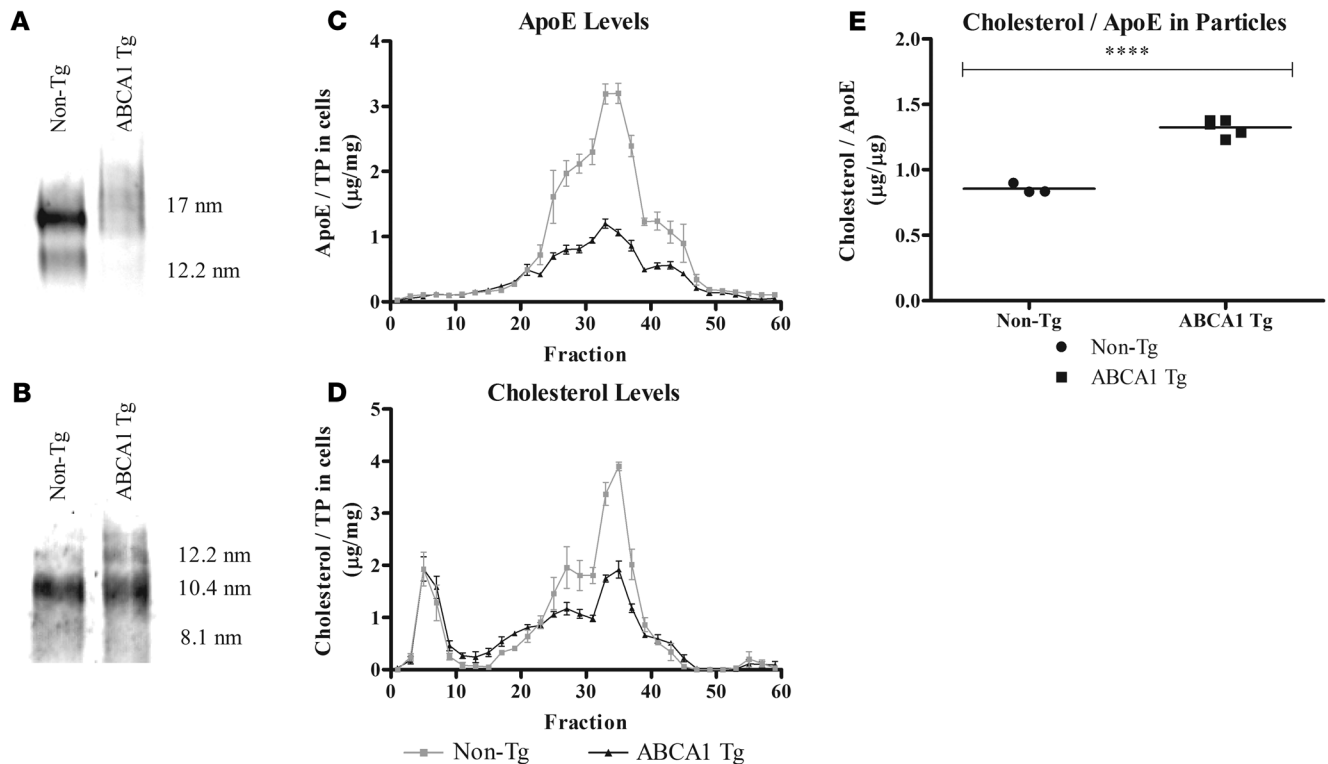 A
Non-Tg
ABCA1 Tg
17 nm
12.2 nm
B
Non-Tg
ABCA1 Tg
12.2 nm
10.4 nm
8.1 nm
C
ApoE Levels
ApoE / TP in cells
(µg/mg)
4
3
2
1
0
0 10 20 30 40 50 60
Fraction
D
Cholesterol Levels
Cholesterol / TP in cells
(µg/mg)
5
4
3
2
1
0
0 10 20 30 40 50 60
Fraction
Non-Tg ABCA1 Tg
E
Cholesterol / ApoE in Particles
****
Cholesterol / ApoE
(µg/µg)
2.0
1.5
1.0
0.5
0.0
Non-Tg ABCA1 Tg
Non-Tg
ABCA1 Tg